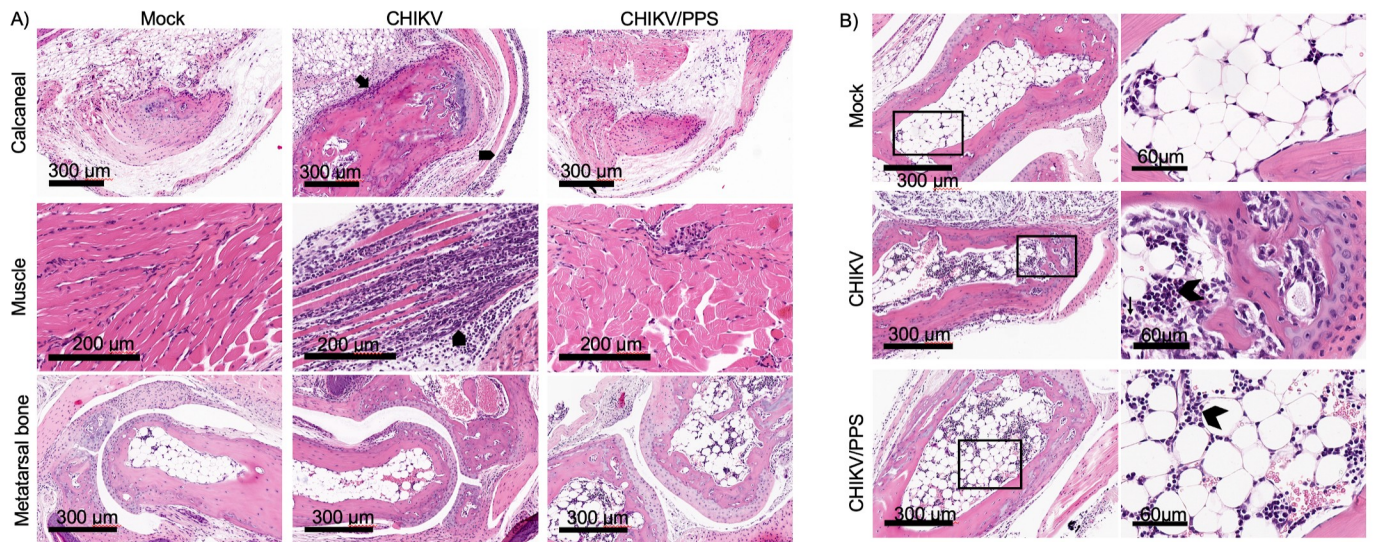 A)
Mock
CHIKV
CHIKV/PPS
B)
Calcaneal
300 µm
300 µm
300 µm
Muscle
200 µm
200 µm
200 µm
Metatarsal bone
300 µm
300 µm
300 µm
Mock
300 µm
60µm
CHIKV
300 µm
60µm
CHIKV/PPS
300 µm
60µm